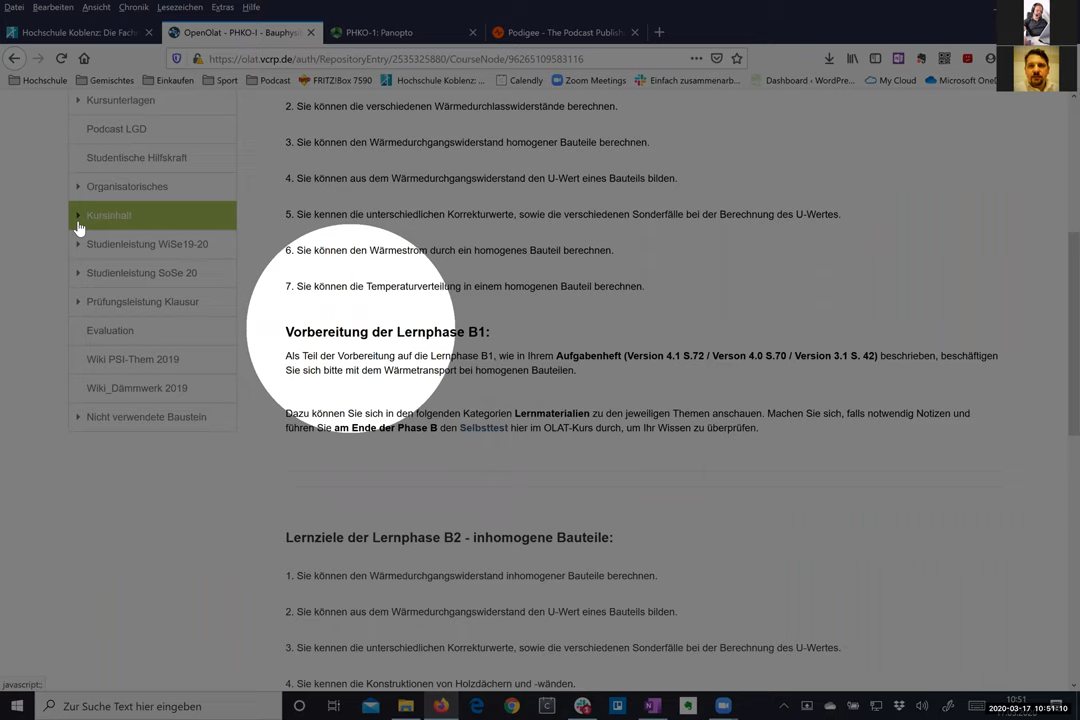 Datei Bearbeiten Ansicht Chronik Lesezeichen Extras Hilfe
Hochschule Koblenz: Die Fach
OpenOlat - PHKO-I - Bauphysi
PHKO-1: Panopto
Podigee - The Podcast Publish
https://olat.vcrp.de/auth/RepositoryEntry/2535325880/CourseNode/96265109583116
Hochschule Gemischtes Einkaufen Sport Podcast FRITZ!Box 7590 Hochschule Koblenz: ... Calendly Zoom Meetings Einfach zusammenarb... Dashboard ‹ WordPre... My Cloud Microsoft OneD
Kursunterlagen
Podcast LGD
Studentische Hilfskraft
Organisatorisches
Kursinhalt
Studienleistung WiSe19-20
Studienleistung SoSe 20
Prüfungsleistung Klausur
Evaluation
Wiki PSI-Them 2019
Wiki_Dämmwerk 2019
Nicht verwendete Baustein
2. Sie können die verschiedenen Wärmedurchlasswiderstände berechnen.
3. Sie können den Wärmedurchgangswiderstand homogener Bauteile berechnen.
4. Sie können aus dem Wärmedurchgangswiderstand den U-Wert eines Bauteils bilden.
5. Sie kennen die unterschiedlichen Korrekturwerte, sowie die verschiedenen Sonderfälle bei der Berechnung des U-Wertes.
6. Sie können den Wärmestrom durch ein homogenes Bauteil berechnen.
7. Sie können die Temperaturverteilung in einem homogenen Bauteil berechnen.
Vorbereitung der Lernphase B1:
Als Teil der Vorbereitung auf die Lernphase B1, wie in Ihrem Aufgabenheft (Version 4.1 S.72 / Verson 4.0 S.70 / Version 3.1 S. 42) beschrieben, beschäftigen
Sie sich bitte mit dem Wärmetransport bei homogenen Bauteilen.
Dazu können Sie sich in den folgenden Kategorien Lernmaterialien zu den jeweiligen Themen anschauen. Machen Sie sich, falls notwendig Notizen und
führen Sie am Ende der Phase B den Selbsttest hier im OLAT-Kurs durch, um Ihr Wissen zu überprüfen.
Lernziele der Lernphase B2 - inhomogene Bauteile:
1. Sie können den Wärmedurchgangswiderstand inhomogener Bauteile berechnen.
2. Sie können aus dem Wärmedurchgangswiderstand den U-Wert eines Bauteils bilden.
3. Sie kennen die unterschiedlichen Korrekturwerte, sowie die verschiedenen Sonderfälle bei der Berechnung des U-Wertes.
4. Sie kennen die Konstruktionen von Holzdächern und -wänden.
javascript:;
Zur Suche Text hier eingeben
10:51
2020-03-17 10:51:10